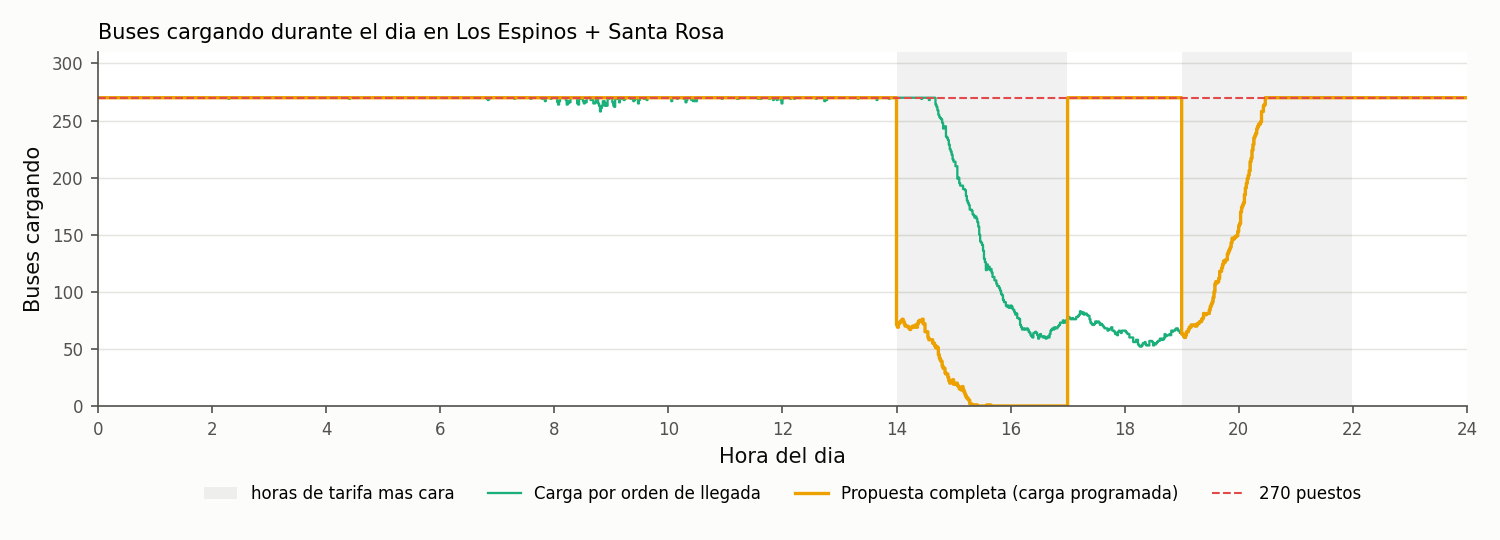 Buses cargando durante el dia en Los Espinos + Santa Rosa
Buses cargando
300
250
200
150
100
50
0
0 2 4 6 8 10 12 14 16 18 20 22 24
Hora del dia
horas de tarifa mas cara Carga por orden de llegada Propuesta completa (carga programada) 270 puestos